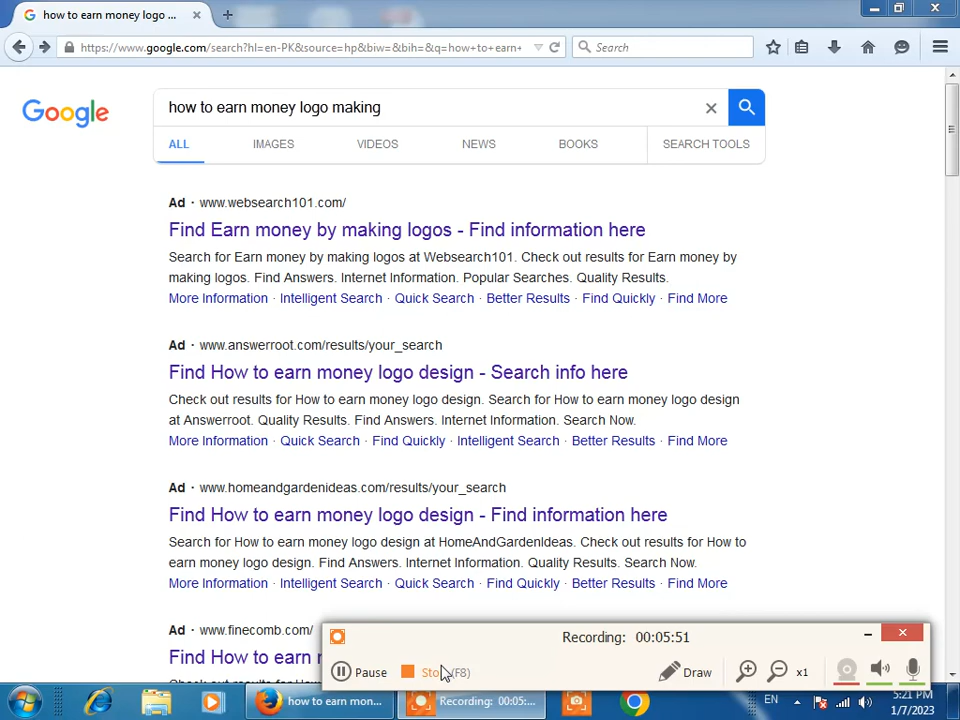 how to earn money logo ...
https://www.google.com/search?hl=en-PK&source=hp&biw=&bih=&q=how+to+earn+
Search
Google
how to earn money logo making
ALL IMAGES VIDEOS NEWS BOOKS SEARCH TOOLS
Ad · www.websearch101.com/
Find Earn money by making logos - Find information here
Search for Earn money by making logos at Websearch101. Check out results for Earn money by
making logos. Find Answers. Internet Information. Popular Searches. Quality Results.
More Information · Intelligent Search · Quick Search · Better Results · Find Quickly · Find More
Ad · www.answerroot.com/results/your_search
Find How to earn money logo design - Search info here
Check out results for How to earn money logo design. Search for How to earn money logo design
at Answerroot. Quality Results. Find Answers. Internet Information. Search Now.
More Information · Quick Search · Find Quickly · Intelligent Search · Better Results · Find More
Ad · www.homeandgardenideas.com/results/your_search
Find How to earn money logo design - Find information here
Search for How to earn money logo design at HomeAndGardenIdeas. Check out results for How to
earn money logo design. Find Answers. Internet Information. Quality Results. Search Now.
More Information · Intelligent Search · Quick Search · Find Quickly · Better Results · Find More
Ad · www.finecomb.com/
Find How to earn
Recording: 00:05:51
Pause Sto (F8) Draw x1
how to earn mon... Recording: 00:05:... EN 5:21 PM
1/7/2023